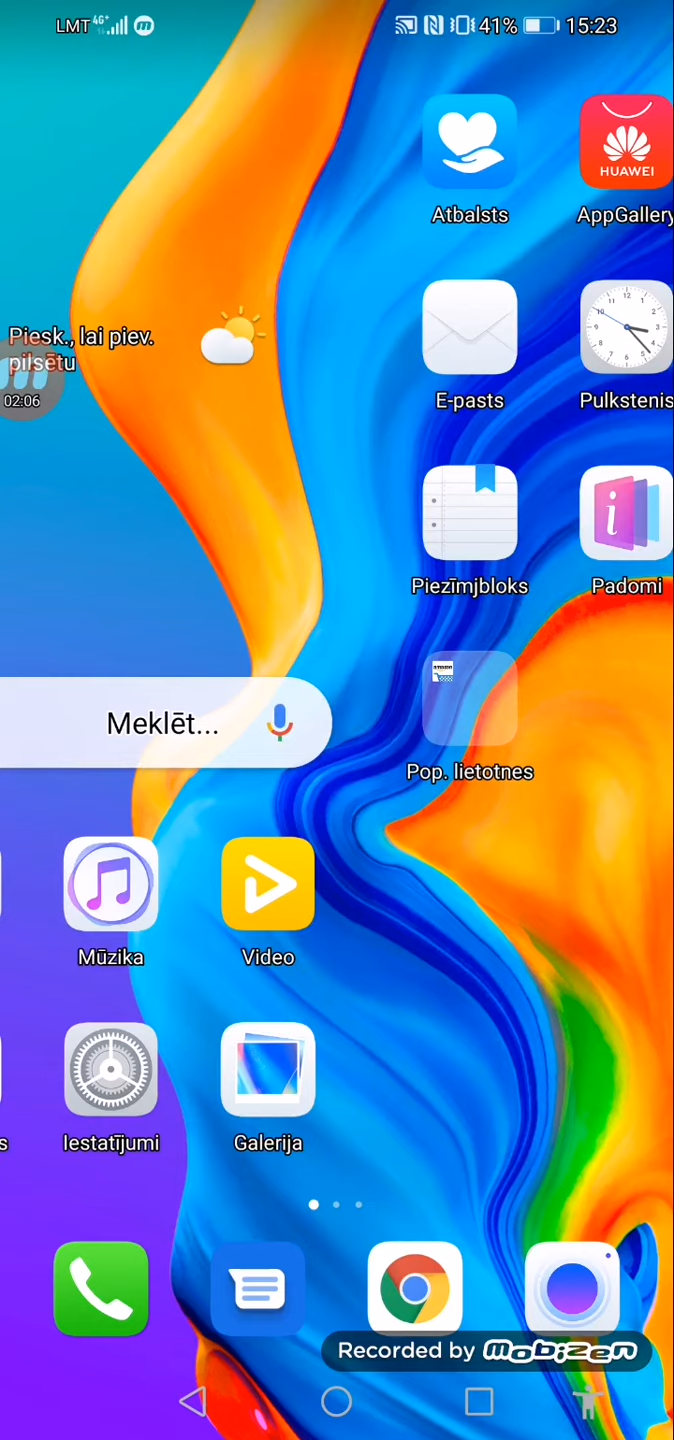 LMT 4G+ 41% 15:23
Atbalsts
HUAWEI
AppGallery
Piesk., lai piev.
pilsētu
02:06
E-pasts
Pulkstenis
Piezīmjbloks
Padomi
Meklēt...
Pop. lietotnes
Mūzika
Video
s
Iestatījumi
Galerija
Recorded by mobizen